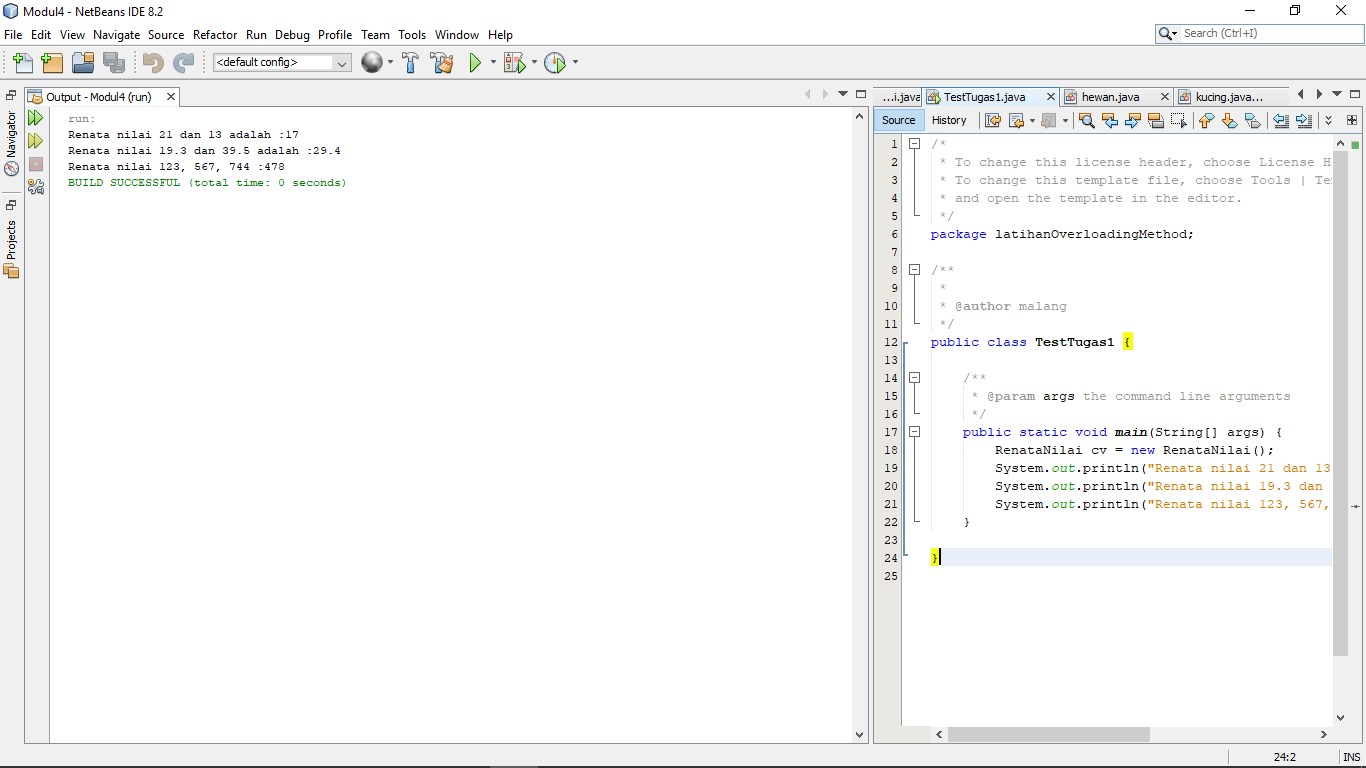 Modul4 - NetBeans IDE 8.2
File Edit View Navigate Source Refactor Run Debug Profile Team Tools Window Help
Search (Ctrl+I)
<default config>
Navigator
Projects
Output - Modul4 (run)
run:
Renata nilai 21 dan 13 adalah :17
Renata nilai 19.3 dan 39.5 adalah :29.4
Renata nilai 123, 567, 744 :478
BUILD SUCCESSFUL (total time: 0 seconds)
...i.java TestTugas1.java hewan.java kucing.java...
Source History
1 /*
2 * To change this license header, choose License H
3 * To change this template file, choose Tools | Te
4 * and open the template in the editor.
5 */
6 package latihanOverloadingMethod;
7
8 /**
9 *
10 * @author malang
11 */
12 public class TestTugas1 {
13
14 /**
15 * @param args the command line arguments
16 */
17 public static void main(String[] args) {
18 RenataNilai cv = new RenataNilai();
19 System.out.println("Renata nilai 21 dan 13
20 System.out.println("Renata nilai 19.3 dan
21 System.out.println("Renata nilai 123, 567,
22 }
23
24 }
25
24:2 INS